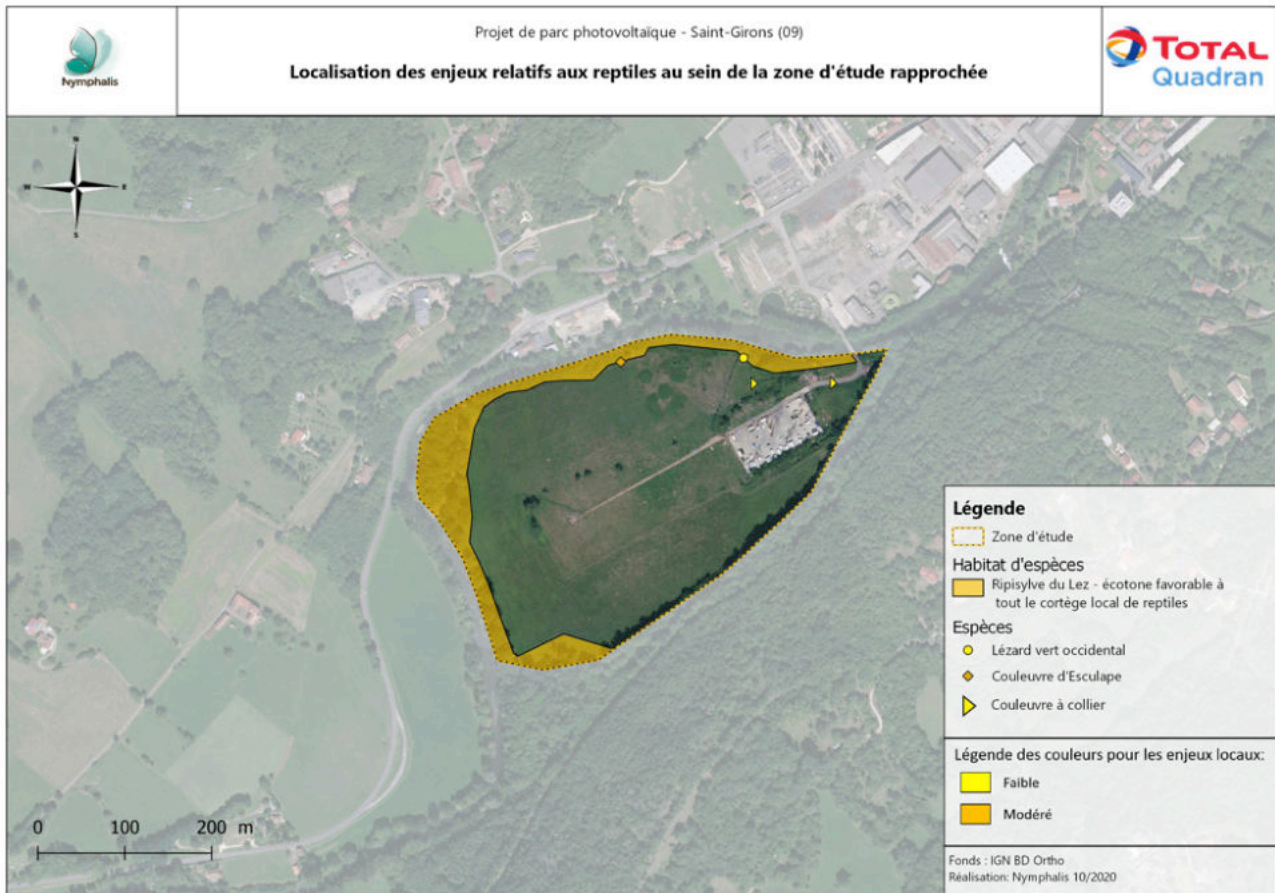 Nymphalis
Projet de parc photovoltaïque - Saint-Girons (09)
Localisation des enjeux relatifs aux reptiles au sein de la zone d'étude rapprochée
TOTAL
Quadran
N
W
E
S
Légende
Zone d'étude
Habitat d'espèces
Ripisylve du Lez - écotone favorable à
tout le cortège local de reptiles
Espèces
Lézard vert occidental
Couleuvre d'Esculape
Couleuvre à collier
Légende des couleurs pour les enjeux locaux:
Faible
Modéré
0 100 200 m
Fonds : IGN BD Ortho
Réalisation: Nymphalis 10/2020